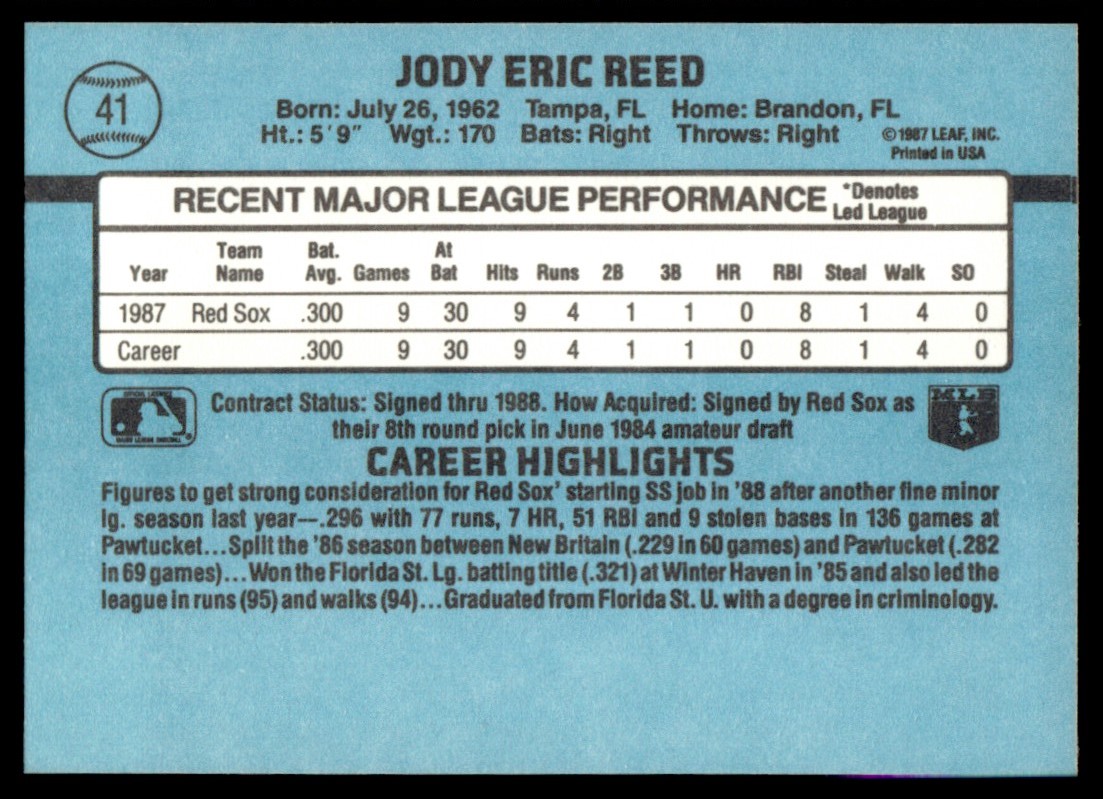 41
JODY ERIC REED
Born: July 26, 1962 Tampa, FL Home: Brandon, FL
Ht.: 5'9" Wgt.: 170 Bats: Right Throws: Right
©1987 LEAF, INC.
Printed in USA
RECENT MAJOR LEAGUE PERFORMANCE *Denotes
Led League
Year Team Name Bat. Avg. Games At Bat Hits Runs 2B 3B HR RBI Steal Walk SO
1987 Red Sox .300 9 30 9 4 1 1 0 8 1 4 0
Career .300 9 30 9 4 1 1 0 8 1 4 0
OFFICIAL LICENSEE
MAJOR LEAGUE BASEBALL
Contract Status: Signed thru 1988. How Acquired: Signed by Red Sox as
their 8th round pick in June 1984 amateur draft
MLB
CAREER HIGHLIGHTS
Figures to get strong consideration for Red Sox' starting SS job in '88 after another fine minor
lg. season last year—.296 with 77 runs, 7 HR, 51 RBI and 9 stolen bases in 136 games at
Pawtucket...Split the '86 season between New Britain (.229 in 60 games) and Pawtucket (.282
in 69 games)...Won the Florida St. Lg. batting title (.321) at Winter Haven in '85 and also led the
league in runs (95) and walks (94)...Graduated from Florida St. U. with a degree in criminology.